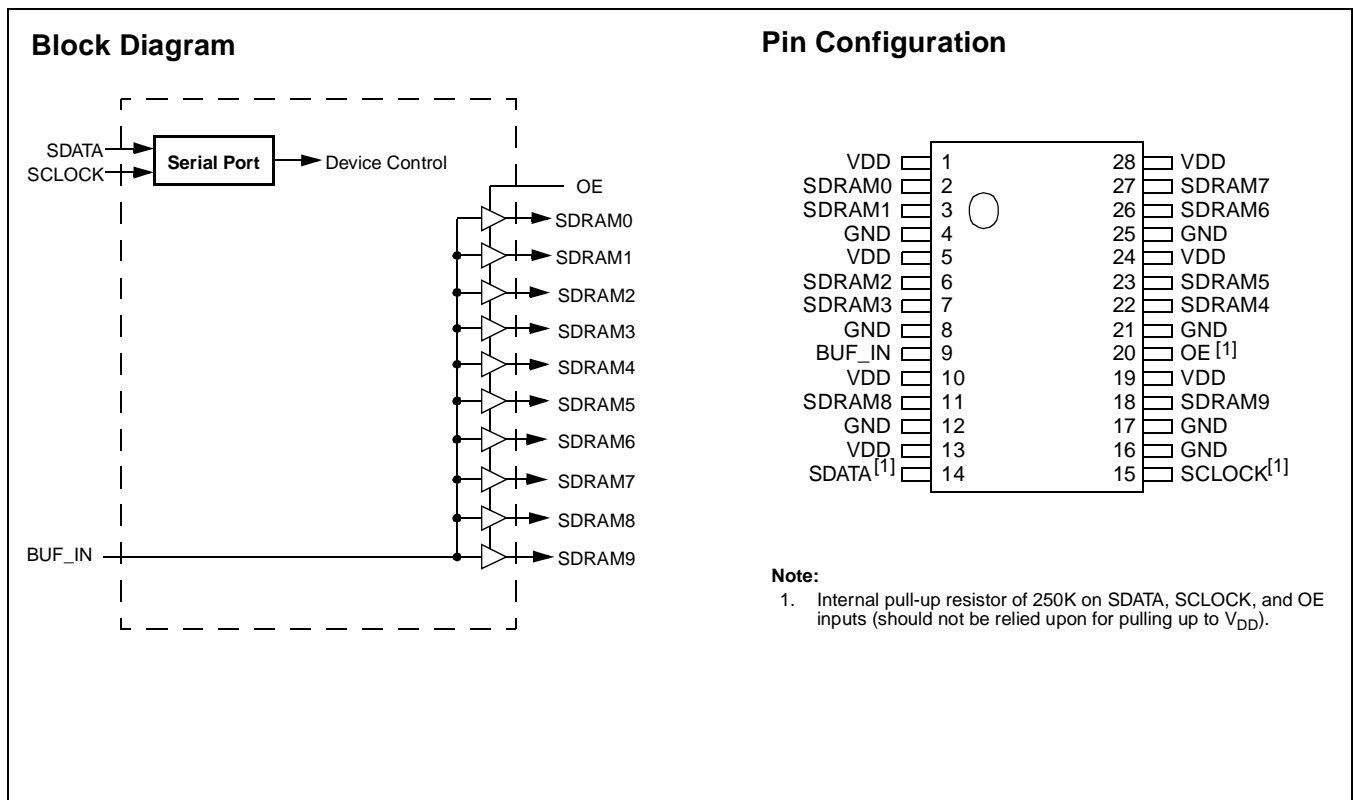 Block Diagram
SDATA
SCLOCK
Serial Port
Device Control
OE
SDRAM0
SDRAM1
SDRAM2
SDRAM3
SDRAM4
SDRAM5
SDRAM6
SDRAM7
SDRAM8
SDRAM9
BUF_IN
Pin Configuration
VDD 1 28 VDD
SDRAM0 2 27 SDRAM7
SDRAM1 3 26 SDRAM6
GND 4 25 GND
VDD 5 24 VDD
SDRAM2 6 23 SDRAM5
SDRAM3 7 22 SDRAM4
GND 8 21 GND
BUF_IN 9 20 OE [1]
VDD 10 19 VDD
SDRAM8 11 18 SDRAM9
GND 12 17 GND
VDD 13 16 GND
SDATA [1] 14 15 SCLOCK[1]
Note:
1. Internal pull-up resistor of 250K on SDATA, SCLOCK, and OE
inputs (should not be relied upon for pulling up to VDD).